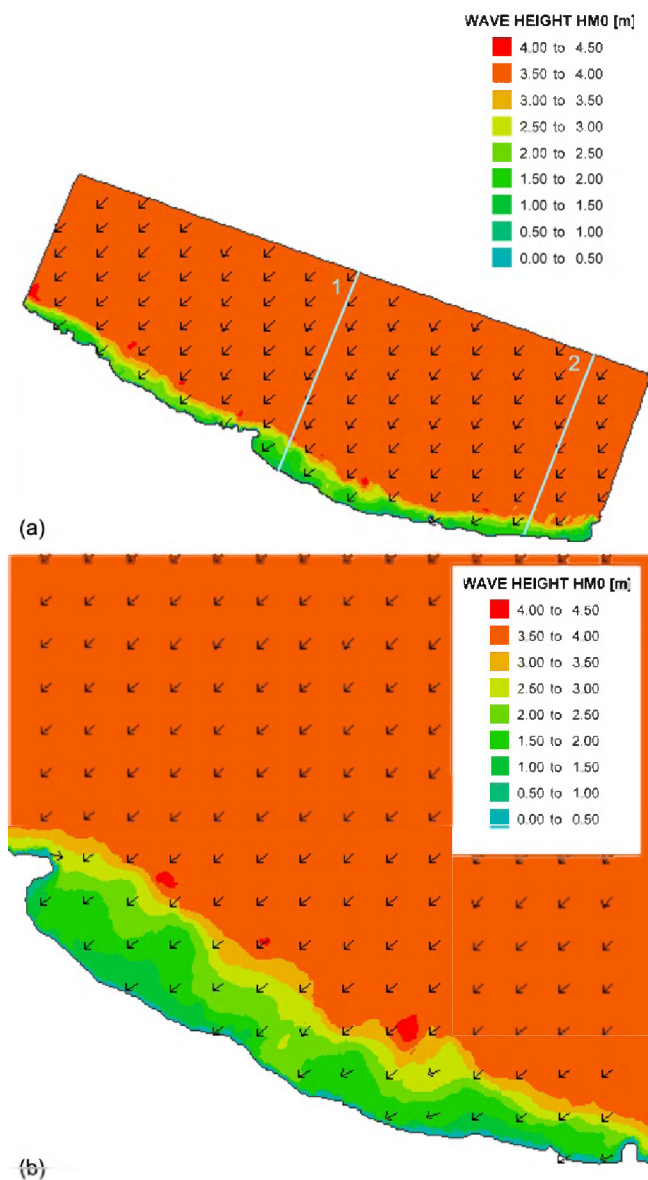 WAVE HEIGHT HM0 [m]
4.00 to 4.50
3.50 to 4.00
3.00 to 3.50
2.50 to 3.00
2.00 to 2.50
1.50 to 2.00
1.00 to 1.50
0.50 to 1.00
0.00 to 0.50
1
2
(a)
WAVE HEIGHT HM0 [m]
4.00 to 4.50
3.50 to 4.00
3.00 to 3.50
2.50 to 3.00
2.00 to 2.50
1.50 to 2.00
1.00 to 1.50
0.50 to 1.00
0.00 to 0.50
(b)